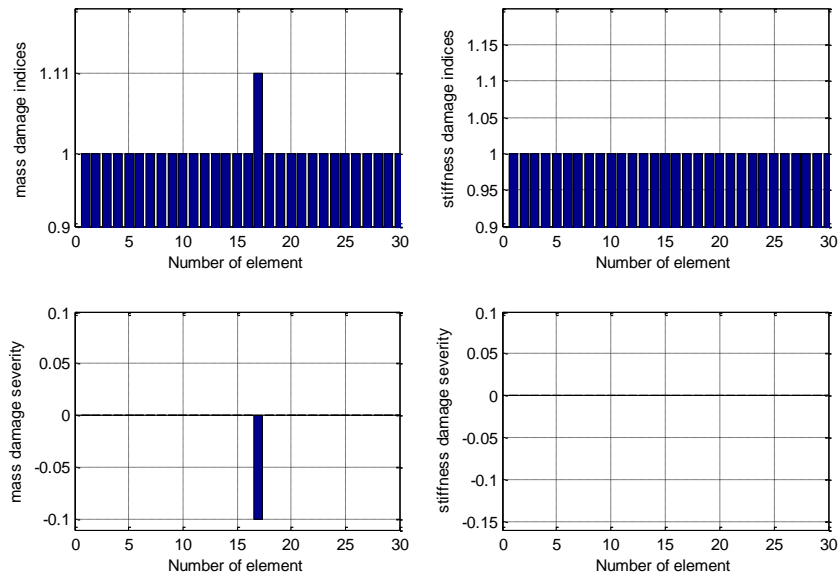 mass damage indices
1.11
1
0.9
0 5 10 15 20 25 30
Number of element
stiffness damage indices
1.15
1.1
1.05
1
0.95
0.9
0 5 10 15 20 25 30
Number of element
mass damage severity
0.1
0.05
0
-0.05
-0.1
0 5 10 15 20 25 30
Number of element
stiffness damage severity
0.1
0.05
0
-0.05
-0.1
-0.15
0 5 10 15 20 25 30
Number of element